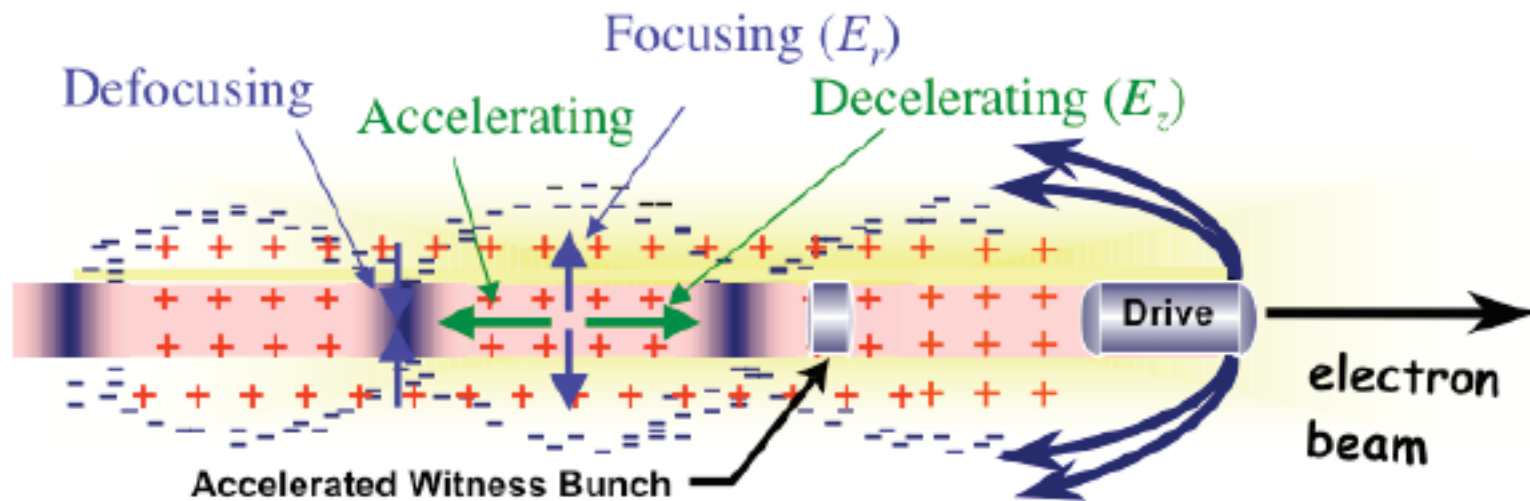 Focusing (E_r)
Defocusing
Accelerating
Decelerating (E_z)
Drive
electron
beam
Accelerated Witness Bunch